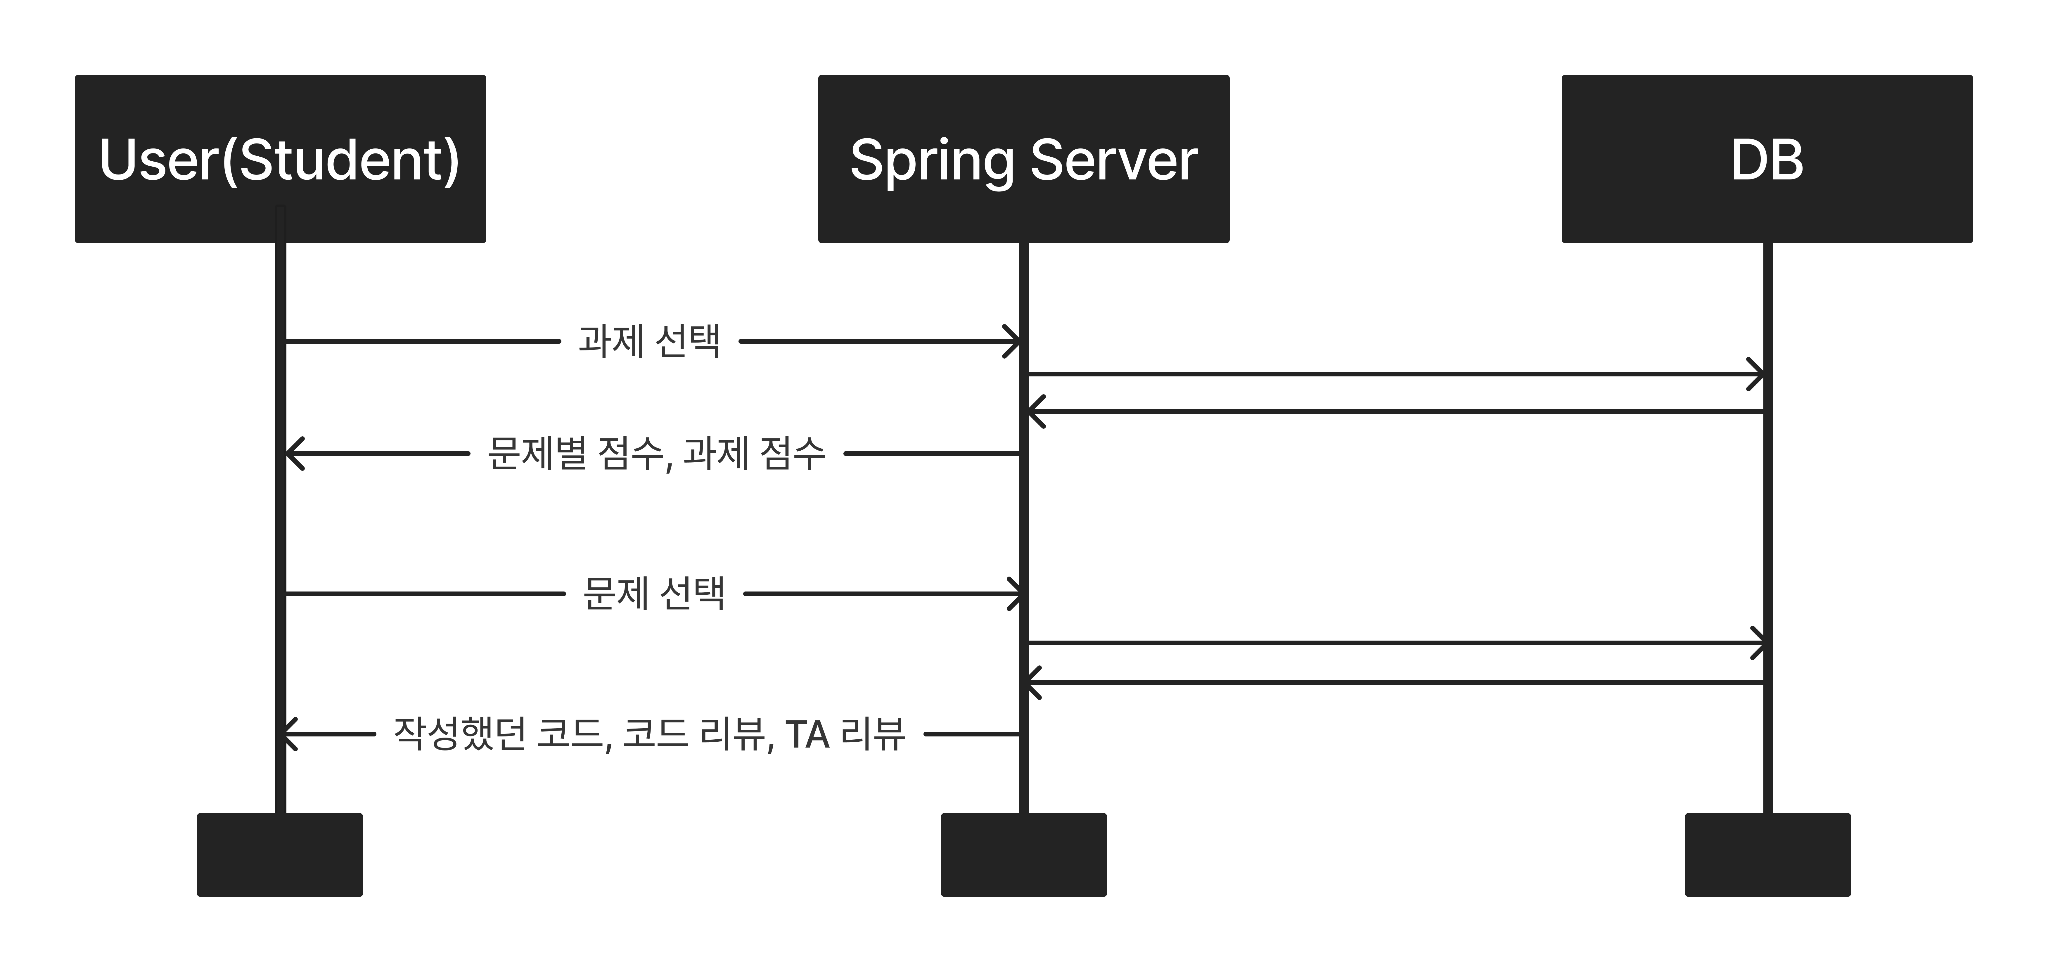 User(Student)
Spring Server
DB
과제 선택
문제별 점수, 과제 점수
문제 선택
작성했던 코드, 코드 리뷰, TA 리뷰